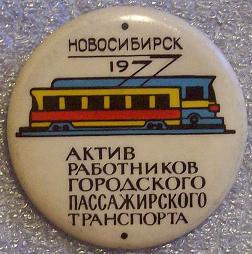 НОВОСИБИРСК
1977
АКТИВ
РАБОТНИКОВ
ГОРОДСКОГО
ПАССАЖИРСКОГО
ТРАНСПОРТА